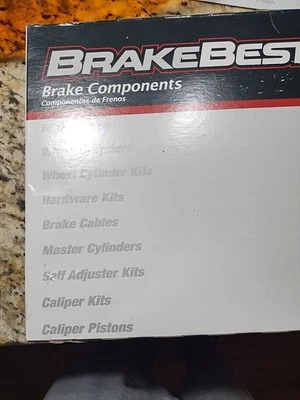 BRAKEBEST
Brake Components
Componentes de Frenos
Wheel Cylinder Kits
Hardware Kits
Brake Cables
Master Cylinders
Self Adjuster Kits
Caliper Kits
Caliper Pistons